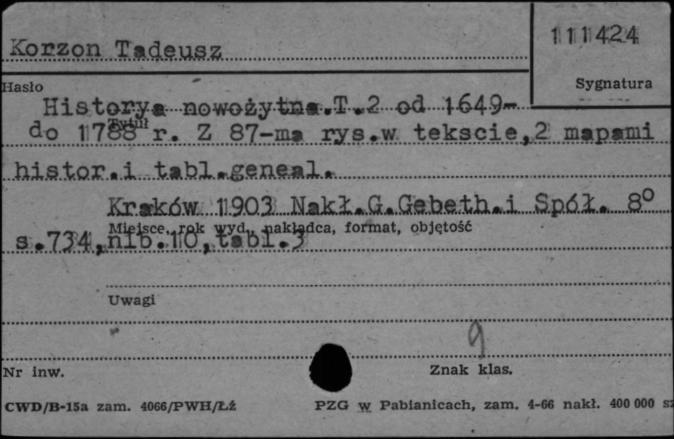 Korzon Tadeusz
111424
Hasło
Sygnatura
Historya nowożytna.T.2 od 1649-
Tytuł
do 1788 r. Z 87-ma rys.w tekscie,2 mapami
histor.i tabl.geneal.
Kraków 1903 Nakł.G.Gebeth.i Spół. 8°
Miejsce, rok wyd., nakładca, format, objętość
s.734,nlb.10,tabl.3
Uwagi
9
Nr inw.
Znak klas.
CWD/B-15a zam. 4066/PWH/Łź
PZG w Pabianicach, zam. 4-66 nakł. 400 000 sz